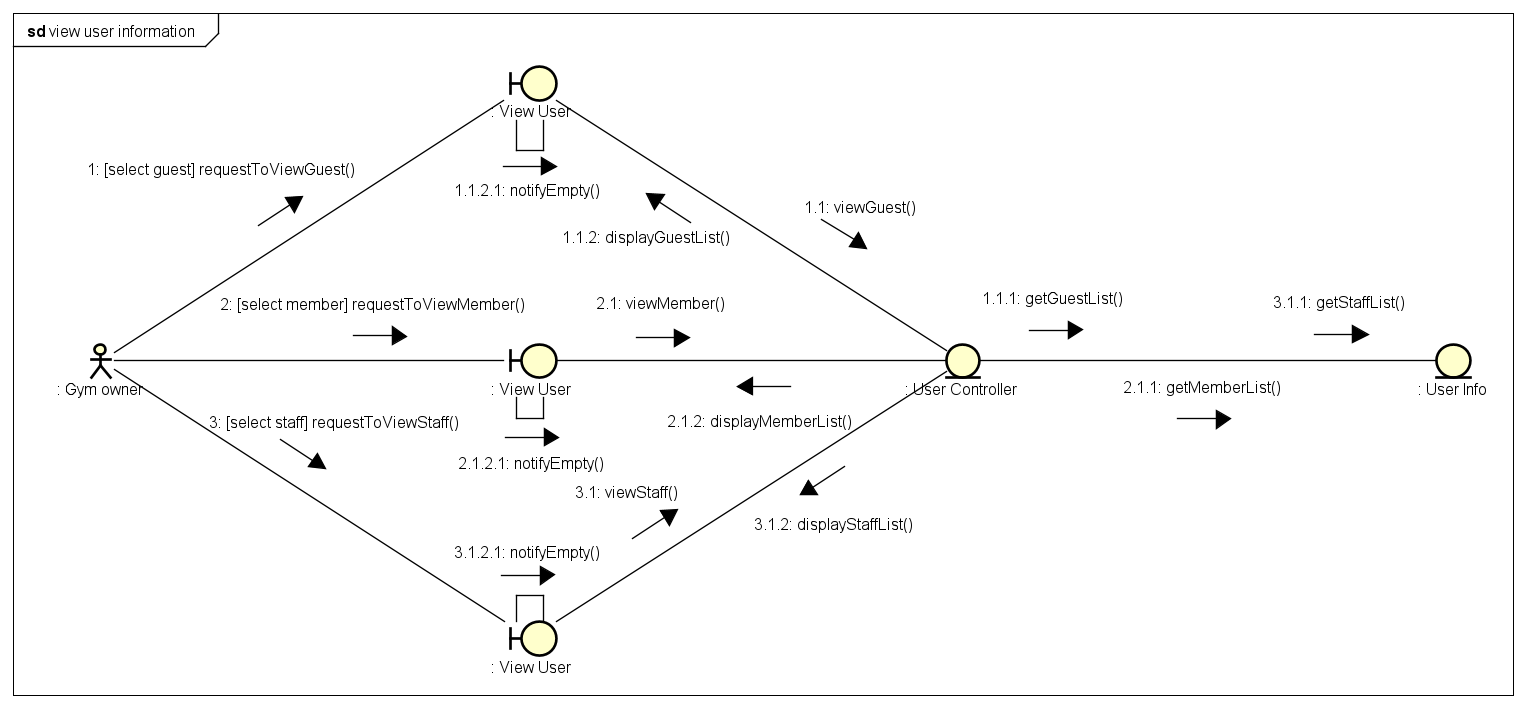 sd view user information
: View User
1: [select guest] requestToViewGuest()
1.1.2.1: notifyEmpty()
1.1: viewGuest()
1.1.2: displayGuestList()
2: [select member] requestToViewMember()
2.1: viewMember()
1.1.1: getGuestList()
3.1.1: getStaffList()
: Gym owner
: View User
: User Controller
2.1.1: getMemberList()
: User Info
3: [select staff] requestToViewStaff()
2.1.2: displayMemberList()
2.1.2.1: notifyEmpty()
3.1: viewStaff()
3.1.2: displayStaffList()
3.1.2.1: notifyEmpty()
: View User